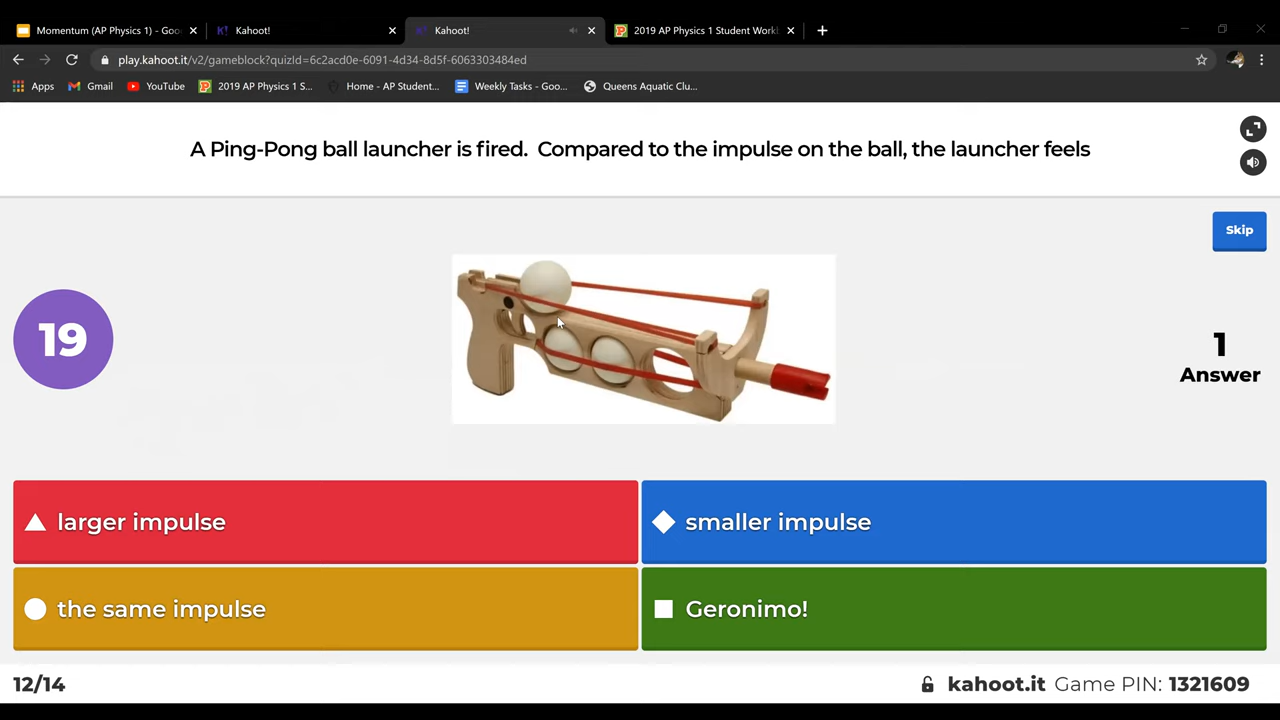 Momentum (AP Physics 1) - Goo
Kahoot!
Kahoot!
2019 AP Physics 1 Student Workb
play.kahoot.it/v2/gameblock?quizId=6c2acd0e-6091-4d34-8d5f-6063303484ed
Apps
Gmail
YouTube
2019 AP Physics 1 S...
Home - AP Student...
Weekly Tasks - Goo...
Queens Aquatic Clu...
A Ping-Pong ball launcher is fired. Compared to the impulse on the ball, the launcher feels
Skip
19
1
Answer
larger impulse
smaller impulse
the same impulse
Geronimo!
12/14
kahoot.it Game PIN: 1321609